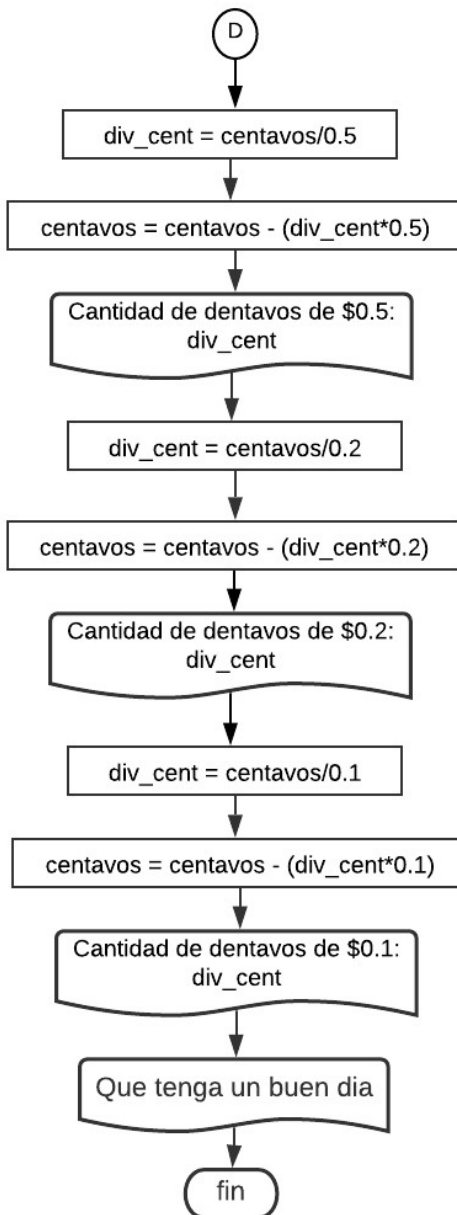 D
div_cent = centavos/0.5
centavos = centavos - (div_cent*0.5)
Cantidad de dentavos de $0.5:
div_cent
div_cent = centavos/0.2
centavos = centavos - (div_cent*0.2)
Cantidad de dentavos de $0.2:
div_cent
div_cent = centavos/0.1
centavos = centavos - (div_cent*0.1)
Cantidad de dentavos de $0.1:
div_cent
Que tenga un buen dia
fin